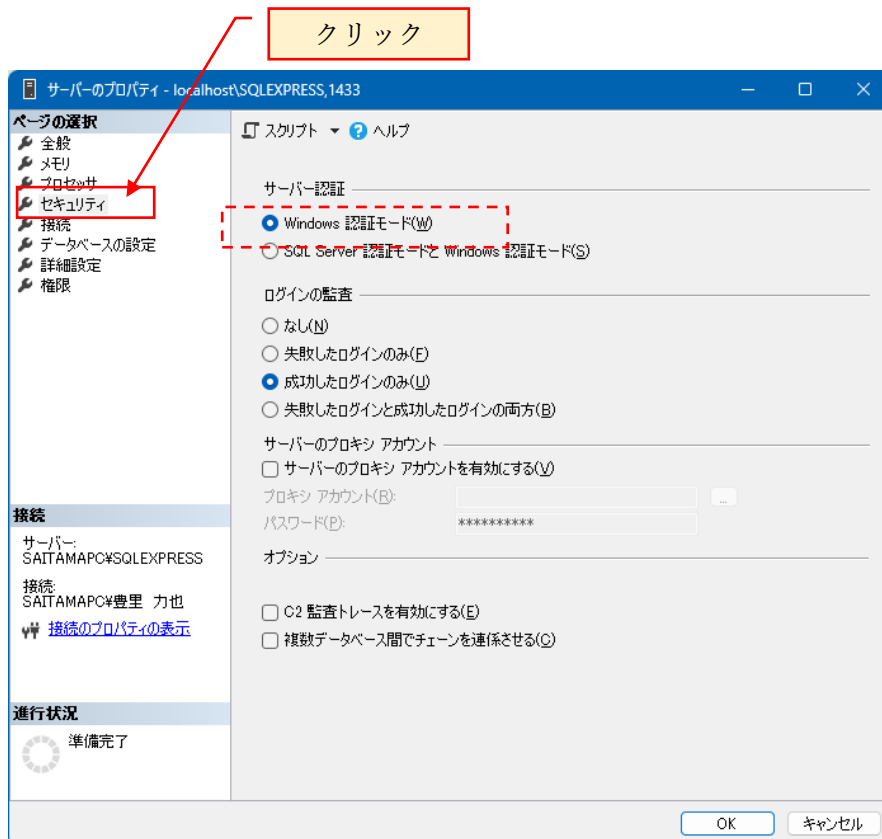 クリック
サーバーのプロパティ - localhost\SQLEXPRESS,1433
ページの選択
全般
メモリ
プロセッサ
セキュリティ
接続
データベースの設定
詳細設定
権限
スクリプト ヘルプ
サーバー認証
Windows 認証モード(W)
SQL Server 認証モードと Windows 認証モード(S)
ログインの監査
なし(N)
失敗したログインのみ(F)
成功したログインのみ(U)
失敗したログインと成功したログインの両方(B)
サーバーのプロキシ アカウント
サーバーのプロキシ アカウントを有効にする(V)
プロキシ アカウント(R):
...
パスワード(P):
**********
オプション
C2 監査トレースを有効にする(E)
複数データベース間でチェーンを連係させる(C)
接続
サーバー:
SAITAMAPC¥SQLEXPRESS
接続:
SAITAMAPC¥豊里 力也
接続のプロパティの表示
進行状況
準備完了
OK
キャンセル